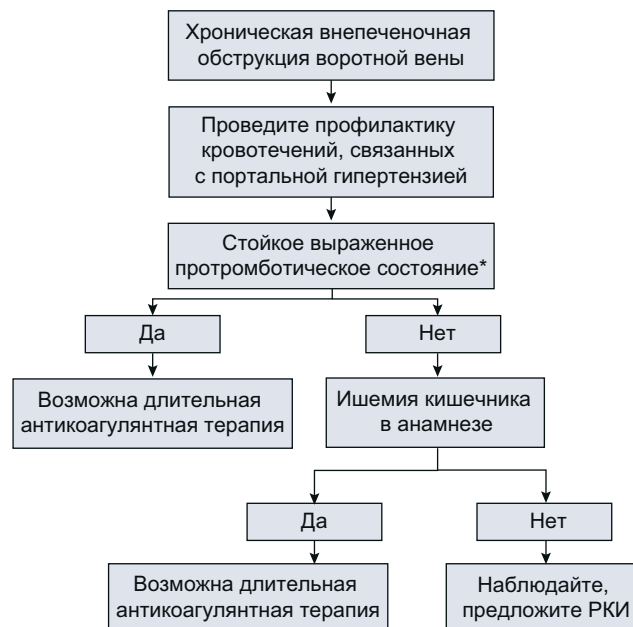 Хроническая внепеченочная
обструкция воротной вены
Проведите профилактику
кровотечений, связанных
с портальной гипертензией
Стойкое выраженное
протромботическое состояние*
Да
Нет
Возможна длительная
антикоагулянтная терапия
Ишемия кишечника
в анамнезе
Да
Нет
Возможна длительная
антикоагулянтная терапия
Наблюдайте,
предложите РКИ